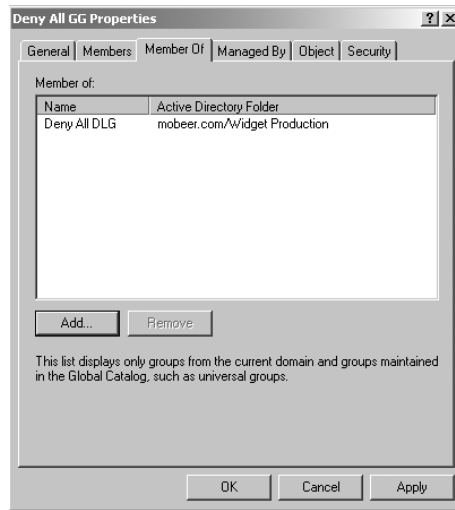 Deny All GG Properties ? X
General Members Member Of Managed By Object Security
Member of:
Name Active Directory Folder
Deny All DLG mobeer.com/Widget Production
Add... Remove
This list displays only groups from the current domain and groups maintained
in the Global Catalog, such as universal groups.
OK Cancel Apply